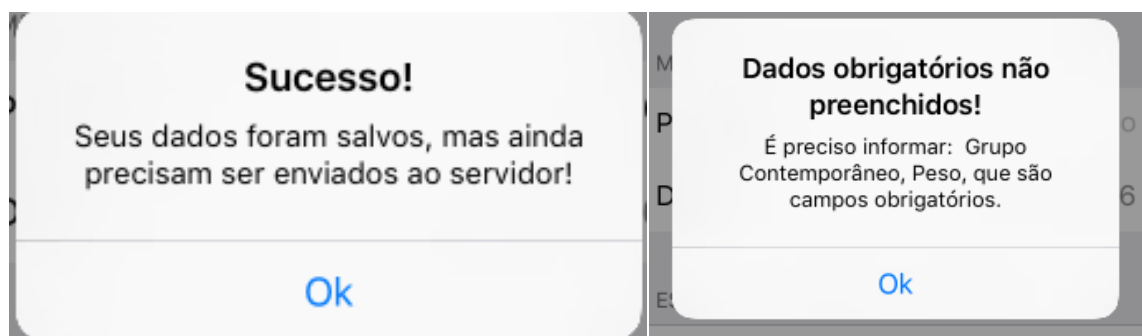 Sucesso!
Seus dados foram salvos, mas ainda
precisam ser enviados ao servidor!
Ok
Dados obrigatórios não
preenchidos!
É preciso informar:  Grupo
Contemporâneo, Peso, que são
campos obrigatórios.
Ok